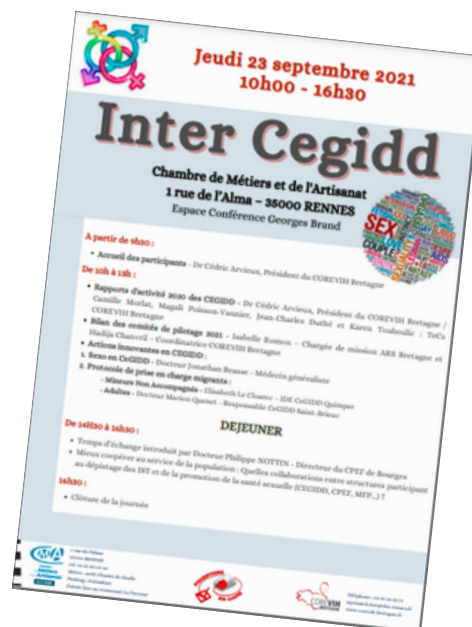 Jeudi 23 septembre 2021
10h00 - 16h30
Inter Cegidd
Chambre de Métiers et de l'Artisanat
1 rue de l'Alma – 35000 RENNES
Espace Conférence Georges Brand
SEX
COUPLE
A partir de 9h30 :
• Accueil des participants - Dr Cédric Arvieux, Président du COREVIH Bretagne
De 10h à 13h :
• Rapports d'activité 2020 des CEGIDD - Dr Cédric Arvieux, Président du COREVIH Bretagne /
Camille Morlat, Magali Poisson-Vannier, Jean-Charles Duthé et Karen Touboulic : TeCs
COREVIH Bretagne
• Bilan des comités de pilotage 2021 - Isabelle Romon - Chargée de mission ARS Bretagne et
Hadija Chanvril - Coordinatrice COREVIH Bretagne
• Actions innovantes en CEGIDD :
1. Sexo en CeGIDD - Docteur Jonathan Beasse - Médecin généraliste
2. Protocole de prise en charge migrants :
- Mineurs Non Accompagnés - Elisabeth Le - IDE CeGIDD Quimper
- Adultes - Docteur Marion Quenet - Responsable CeGIDD Saint-Brieuc
DEJEUNER
De 14H30 à 16h30 :
• Temps d'échange introduit par Docteur Philippe NOTTIN - Directeur du CPEF de Bourges
• Mieux coopérer au service de la population : Quelles collaborations entre structures participant
au dépistage des IST et de la promotion de la santé sexuelle (CEGIDD, CPEF, MFP...) ?
16h30 :
• Clôture de la journée
CMA
COREVIH